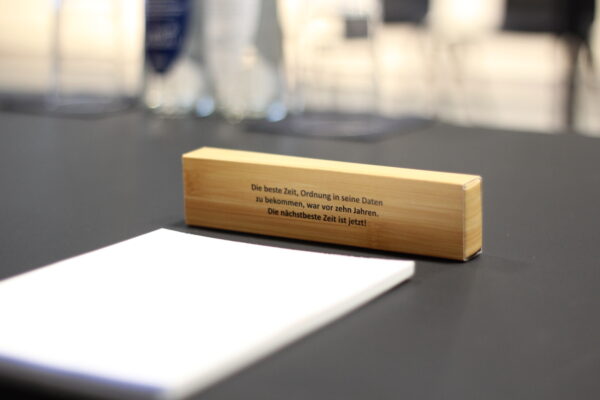 Die beste Zeit, Ordnung in seine Daten
zu bekommen, war vor zehn Jahren.
Die nächstbeste Zeit ist jetzt!